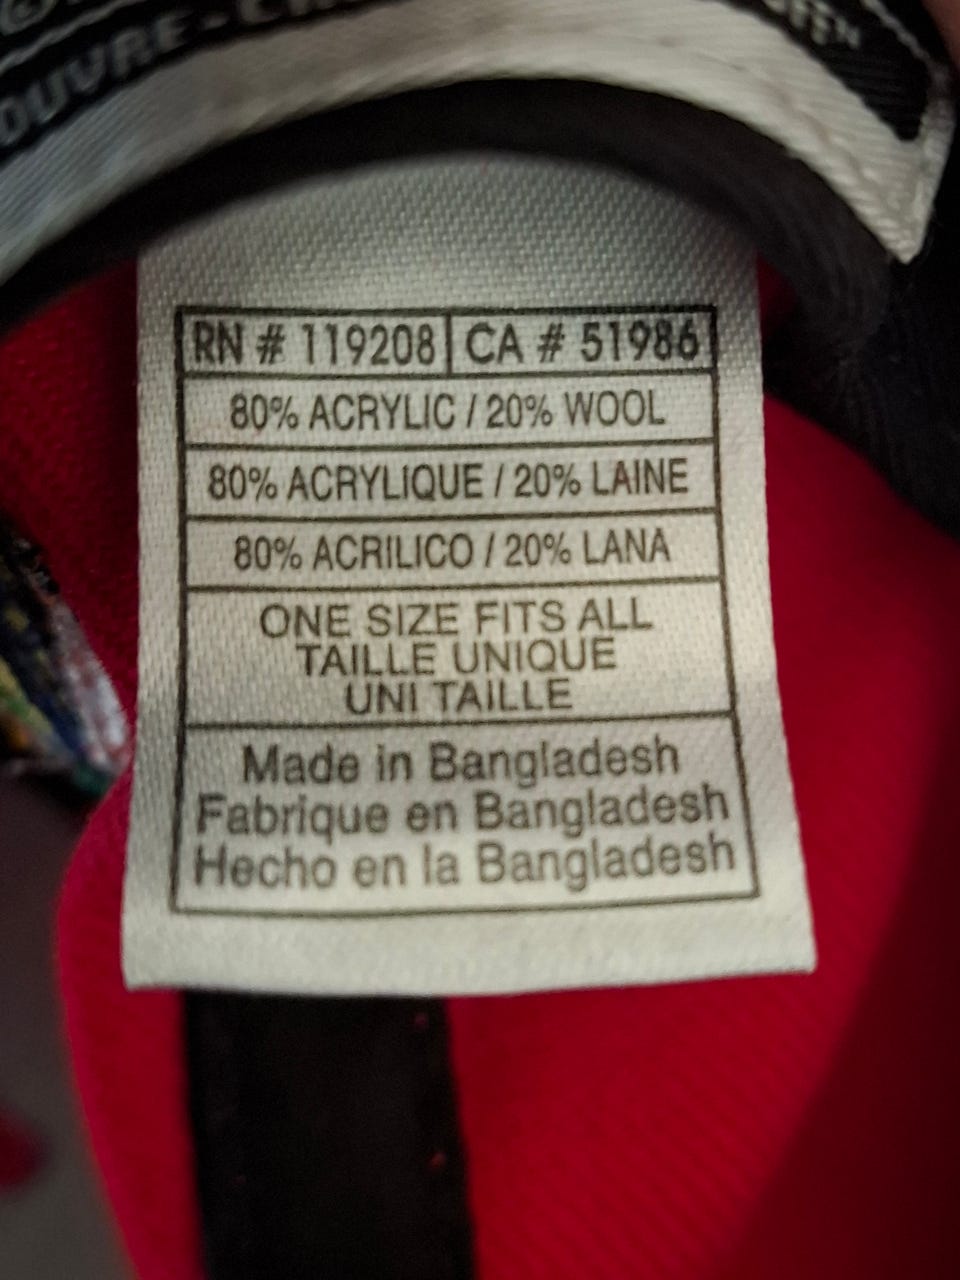 OUVRE-
RN # 119208 CA # 51986
80% ACRYLIC / 20% WOOL
80% ACRYLIQUE / 20% LAINE
80% ACRILICO / 20% LANA
ONE SIZE FITS ALL
TAILLE UNIQUE
UNI TAILLE
Made in Bangladesh
Fabrique en Bangladesh
Hecho en la Bangladesh